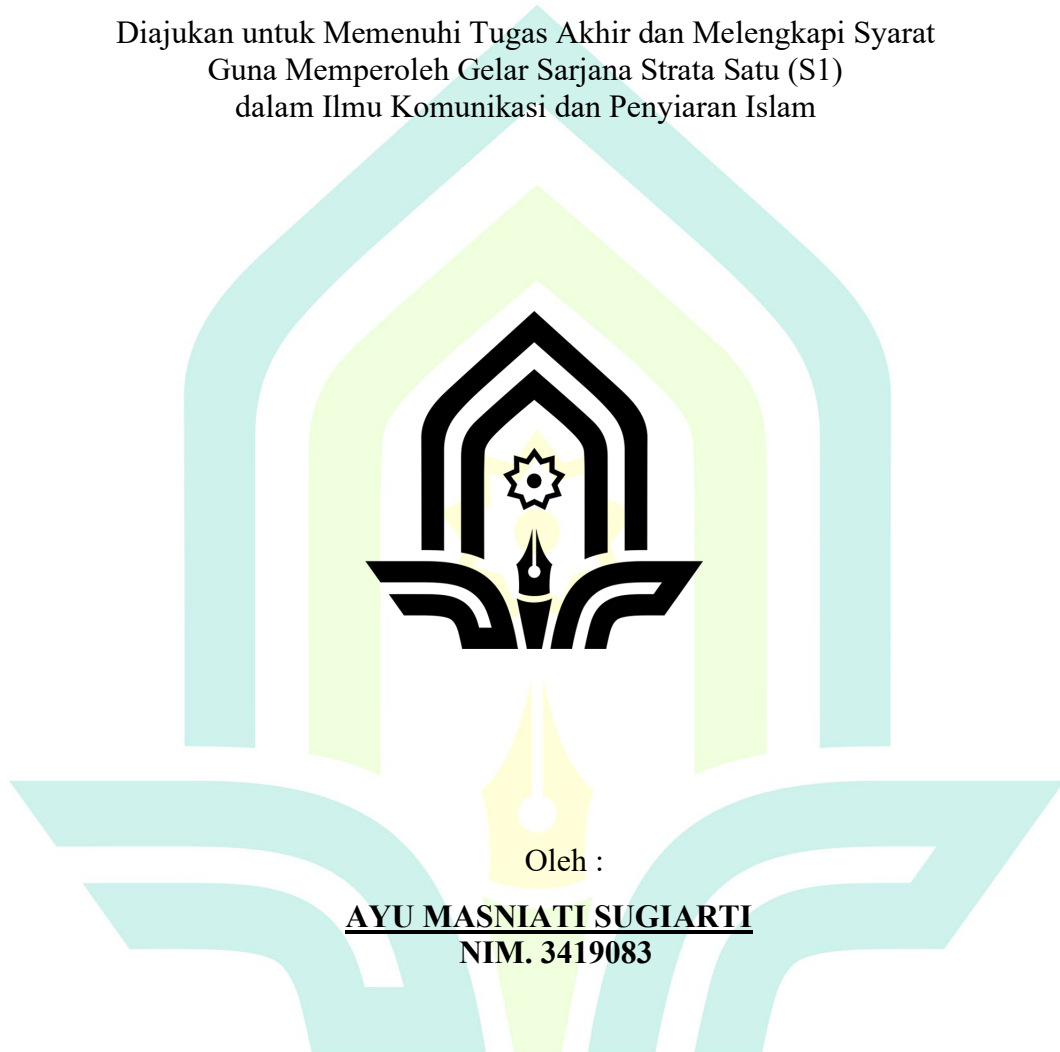 Diajukan untuk Memenuhi Tugas Akhir dan Melengkapi Syarat
Guna Memperoleh Gelar Sarjana Strata Satu (S1)
dalam Ilmu Komunikasi dan Penyiaran Islam
Oleh :
AYU MASNIATI SUGIARTI
NIM. 3419083